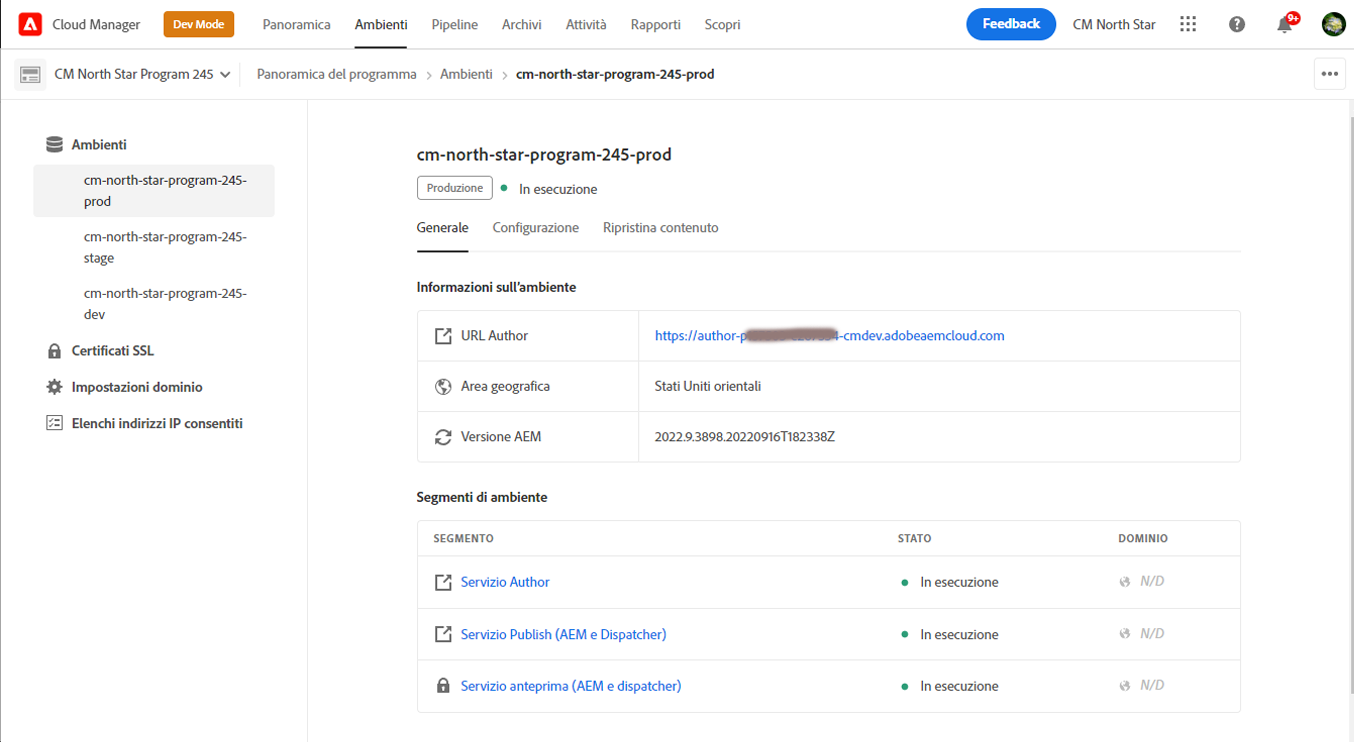 Cloud Manager Dev Mode Panoramica Ambienti Pipeline Archivi Attività Rapporti Scopri Feedback CM North Star 9+
CM North Star Program 245 Panoramica del programma Ambienti cm-north-star-program-245-prod
Ambienti
cm-north-star-program-245-
prod
cm-north-star-program-245-
stage
cm-north-star-program-245-
dev
Certificati SSL
Impostazioni dominio
Elenchi indirizzi IP consentiti
cm-north-star-program-245-prod
Produzione In esecuzione
Generale Configurazione Ripristina contenuto
Informazioni sull'ambiente
URL Author https://author-p -cmdev.adobeaemcloud.com
Area geografica Stati Uniti orientali
Versione AEM 2022.9.3898.20220916T182338Z
Segmenti di ambiente
SEGMENTO STATO DOMINIO
Servizio Author In esecuzione N/D
Servizio Publish (AEM e Dispatcher) In esecuzione N/D
Servizio anteprima (AEM e dispatcher) In esecuzione N/D